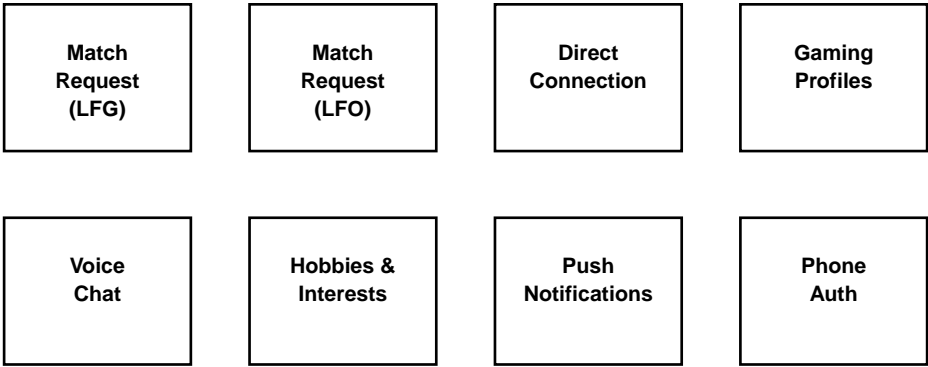 Match
Request
(LFG)
Match
Request
(LFO)
Direct
Connection
Gaming
Profiles
Voice
Chat
Hobbies &
Interests
Push
Notifications
Phone
Auth